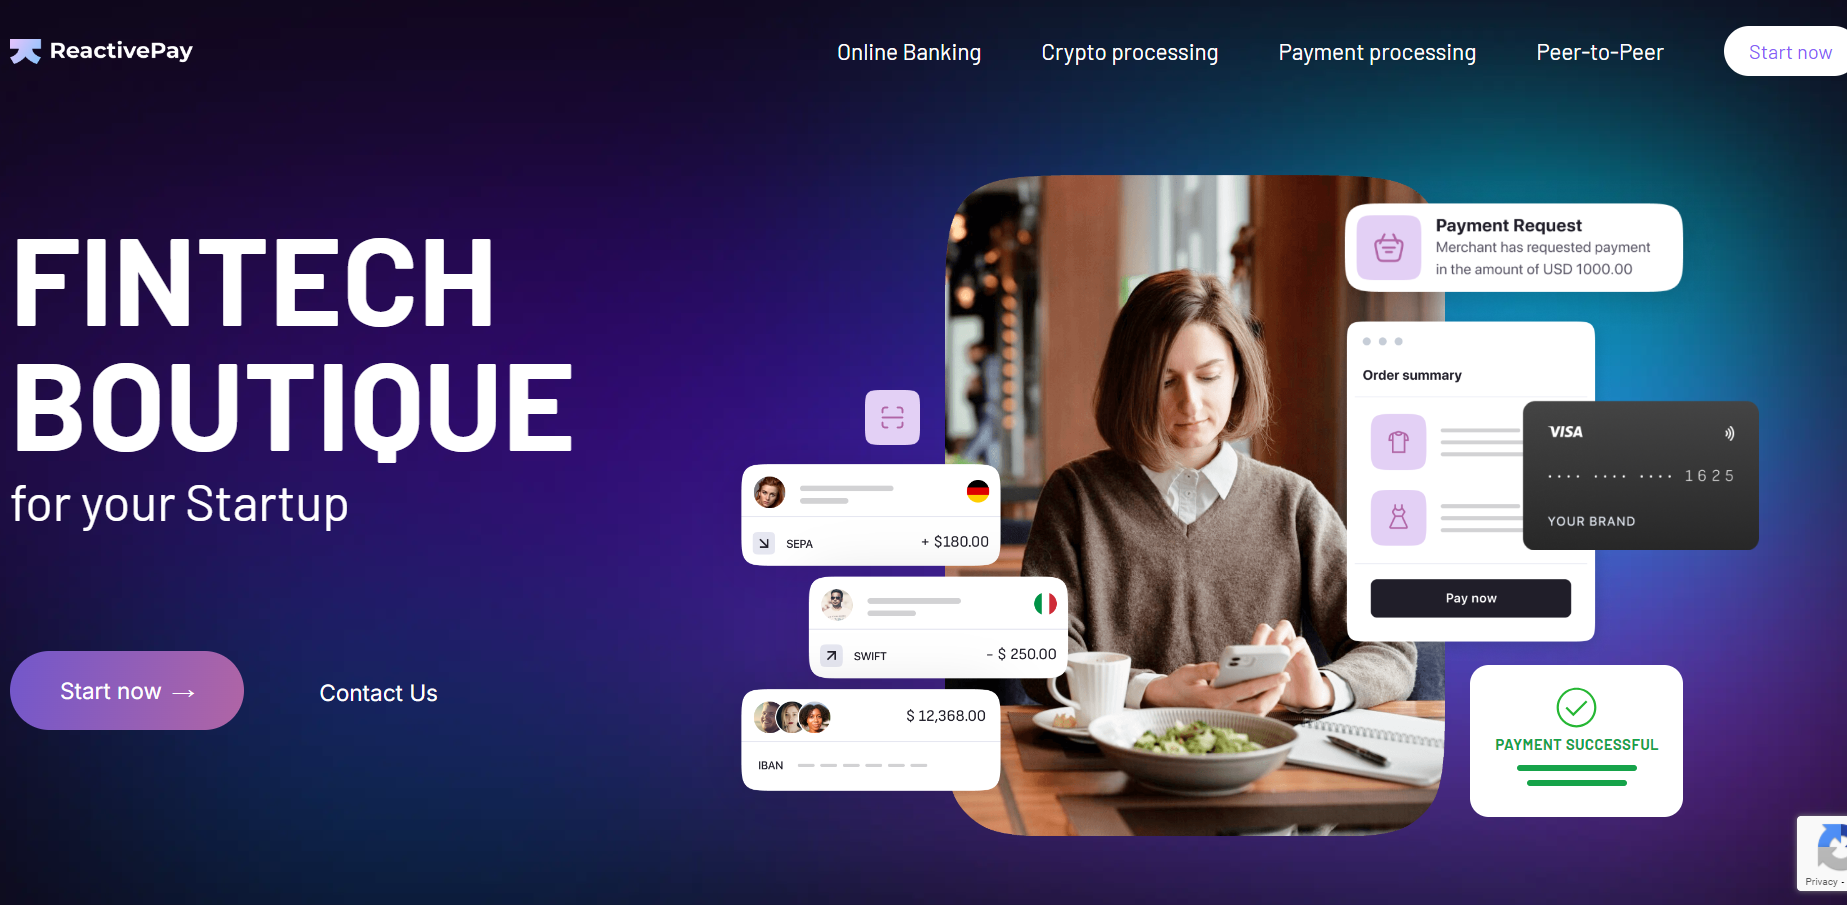 ReactivePay
Online Banking
Crypto processing
Payment processing
Peer-to-Peer
Start now
FINTECH
BOUTIQUE
for your Startup
Start now →
Contact Us
Payment Request
Merchant has requested payment
in the amount of USD 1000.00
Order summary
VISA
•••• •••• •••• 1625
YOUR BRAND
Pay now
SEPA
+ $180.00
SWIFT
- $ 250.00
$ 12,368.00
IBAN
PAYMENT SUCCESSFUL
Privacy -